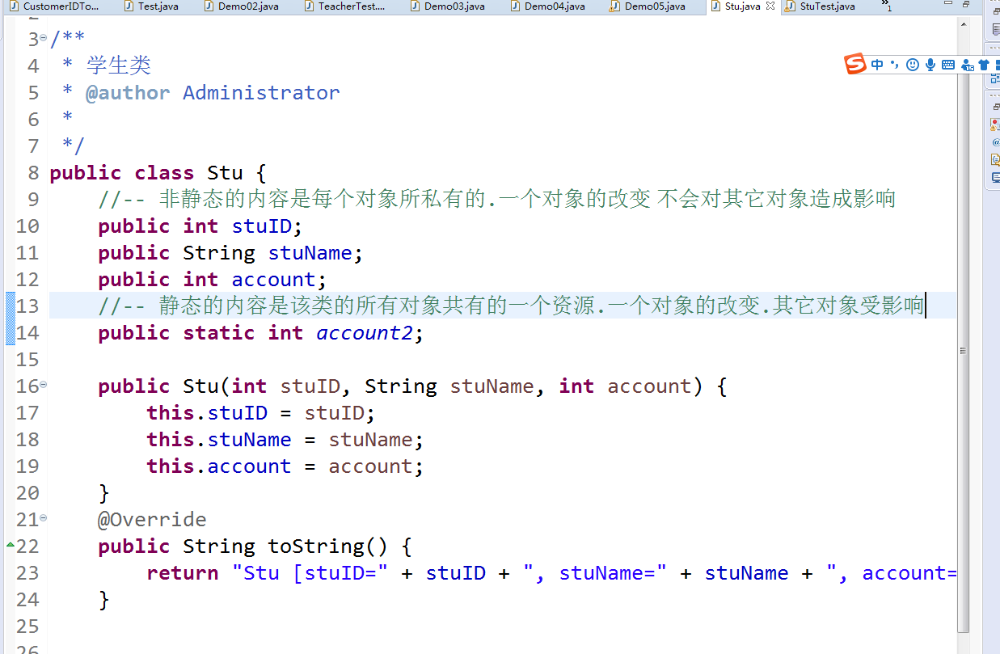 CustomerIDTo... Test.java Demo02.java TeacherTest.... Demo03.java Demo04.java Demo05.java Stu.java StuTest.java »1
3 /**
中
4 * 学生类
5 * @author Administrator
6 *
7 */
8 public class Stu {
9 //-- 非静态的内容是每个对象所私有的.一个对象的改变 不会对其它对象造成影响
10 public int stuID;
11 public String stuName;
12 public int account;
13 //-- 静态的内容是该类的所有对象共有的一个资源.一个对象的改变.其它对象受影响
14 public static int account2;
15
16 public Stu(int stuID, String stuName, int account) {
17 this.stuID = stuID;
18 this.stuName = stuName;
19 this.account = account;
20 }
21 @Override
22 public String toString() {
23 return "Stu [stuID=" + stuID + ", stuName=" + stuName + ", account=
24 }
25
26